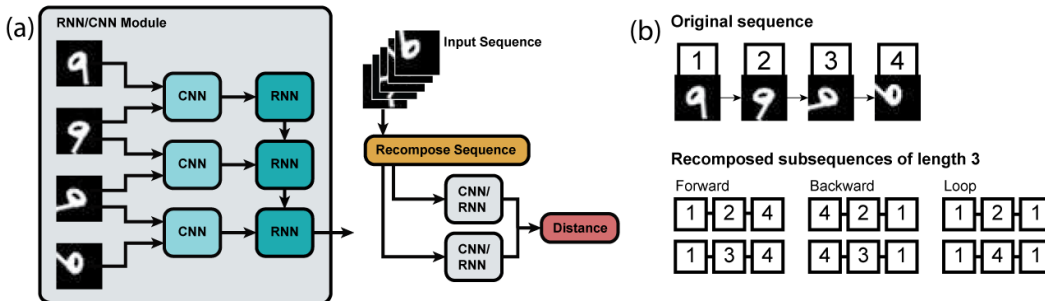 (a)
RNN/CNN Module
CNN
RNN
CNN
RNN
CNN
RNN
Input Sequence
Recompose Sequence
CNN/
RNN
CNN/
RNN
Distance
(b)
Original sequence
1 2 3 4
Recomposed subsequences of length 3
Forward Backward Loop
1 2 4 4 2 1 1 2 1
1 3 4 4 3 1 1 4 1